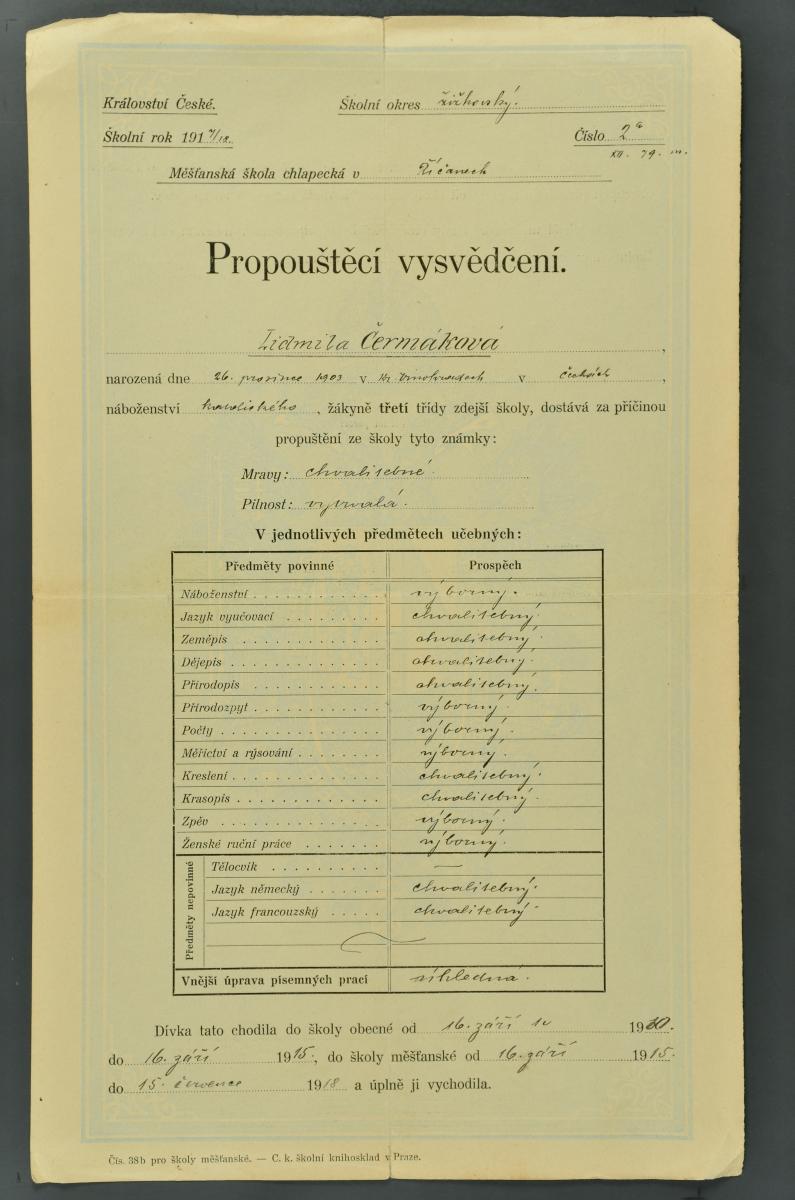 Království České. Školní okres žižkovský.
Školní rok 1917/18. Číslo 2a
XII. 79.
Měšťanská škola chlapecká v Říčanech
Propouštěcí vysvědčení.
Lidmila Čermáková,
narozená dne 26. prosince 1903 v Kr. Vinohradech v Čechách,
náboženství katolického, žákyně třetí třídy zdejší školy, dostává za příčinou
propuštění ze školy tyto známky:
Mravy: chvalitebné.
Pilnost: vytrvalá.
V jednotlivých předmětech učebných:
Předměty povinné Prospěch
Náboženství výborný.
Jazyk vyučovací chvalitebný.
Zeměpis chvalitebný.
Dějepis chvalitebný.
Přírodopis chvalitebný.
Přírodozpyt výborný.
Počty výborný.
Měřictví a rýsování výborný.
Kreslení chvalitebný.
Krasopis chvalitebný.
Zpěv výborný.
Ženské ruční práce výborný.
Předměty nepovinné
Tělocvik —
Jazyk německý chvalitebný.
Jazyk francouzský chvalitebný
Vnější úprava písemných prací úhledná.
Dívka tato chodila do školy obecné od 16. září 1910.
do 16. září 1915, do školy měšťanské od 16. září 1915.
do 15. července 1918 a úplně ji vychodila.
Čís. 38b pro školy měšťanské. — C. k. školní knihosklad v Praze.